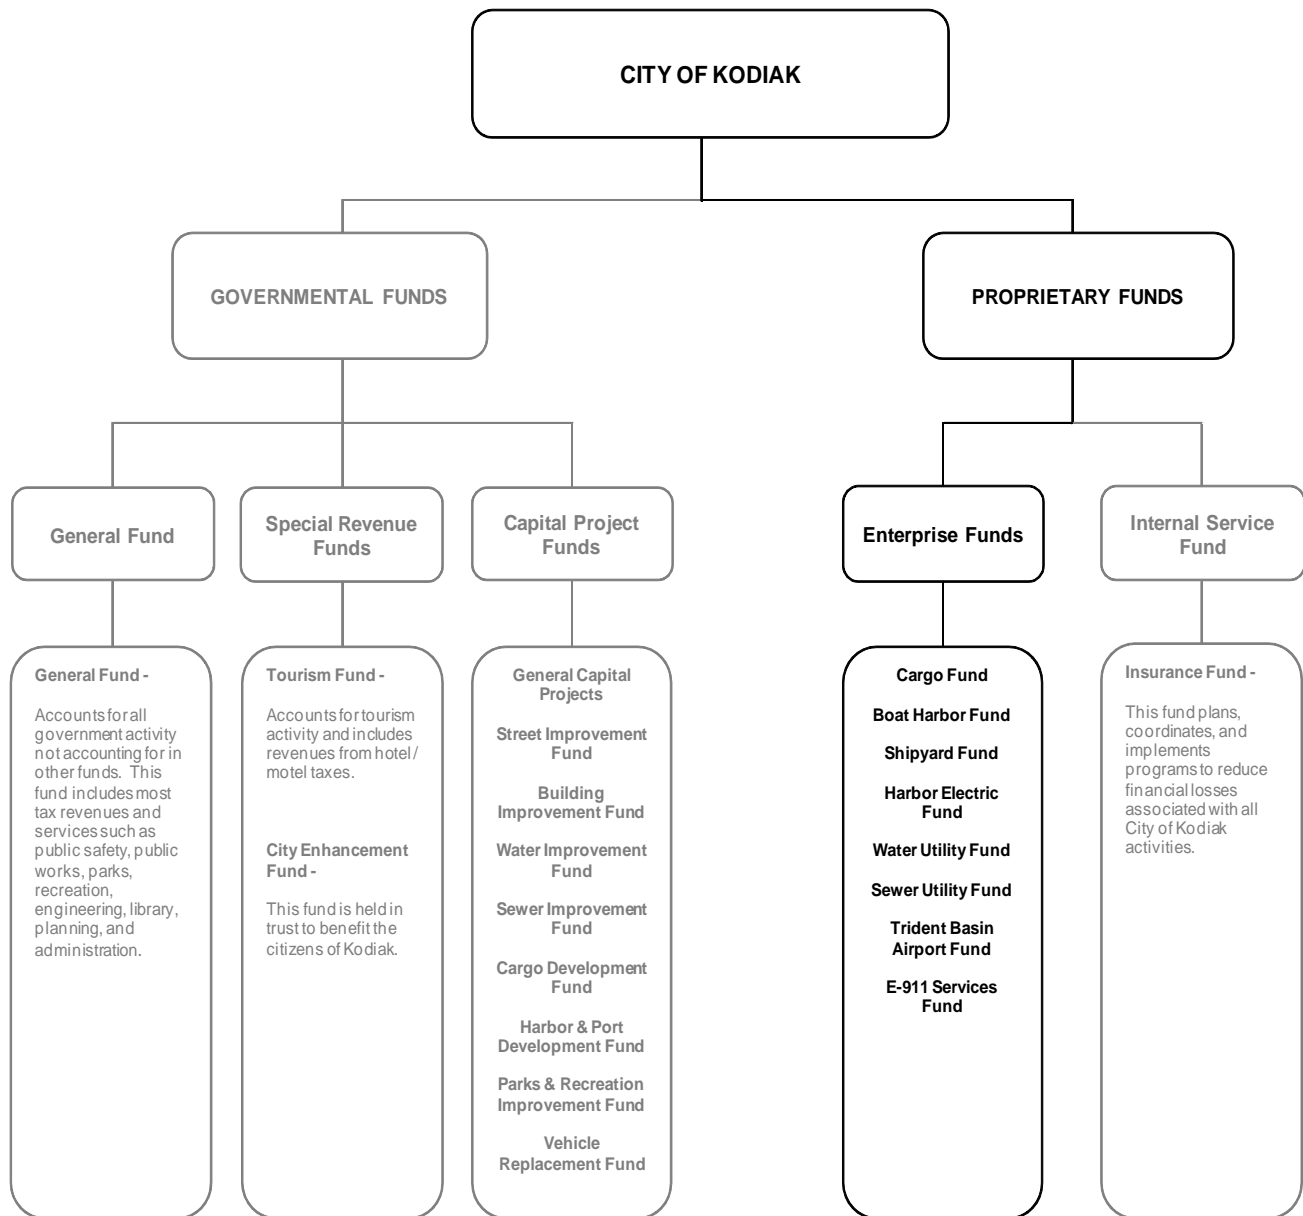 CITY OF KODIAK
GOVERNMENTAL FUNDS
PROPRIETARY FUNDS
General Fund
Special Revenue
Funds
Capital Project
Funds
Enterprise Funds
Internal Service
Fund
General Fund -
Accounts for all
government activity
not accounting for in
other funds.  This
fund includes most
tax revenues and
services such as
public safety, public
works, parks,
recreation,
engineering, library,
planning, and
administration.
Tourism Fund -
Accounts for tourism
activity and includes
revenues from hotel/
motel taxes.
City Enhancement
Fund -
This fund is held in
trust to benefit the
citizens of Kodiak.
General Capital
Projects
Street Improvement
Fund
Building
Improvement Fund
Water Improvement
Fund
Sewer Improvement
Fund
Cargo Development
Fund
Harbor & Port
Development Fund
Parks & Recreation
Improvement Fund
Vehicle
Replacement Fund
Cargo Fund
Boat Harbor Fund
Shipyard Fund
Harbor Electric
Fund
Water Utility Fund
Sewer Utility Fund
Trident Basin
Airport Fund
E-911 Services
Fund
Insurance Fund -
This fund plans,
coordinates, and
implements
programs to reduce
financial losses
associated with all
City of Kodiak
activities.